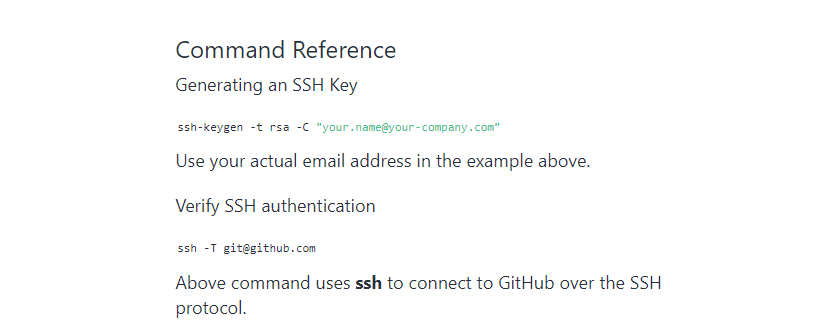 Command Reference
Generating an SSH Key
ssh-keygen -t rsa -C "your.name@your-company.com"
Use your actual email address in the example above.
Verify SSH authentication
ssh -T git@github.com
Above command uses ssh to connect to GitHub over the SSH
protocol.